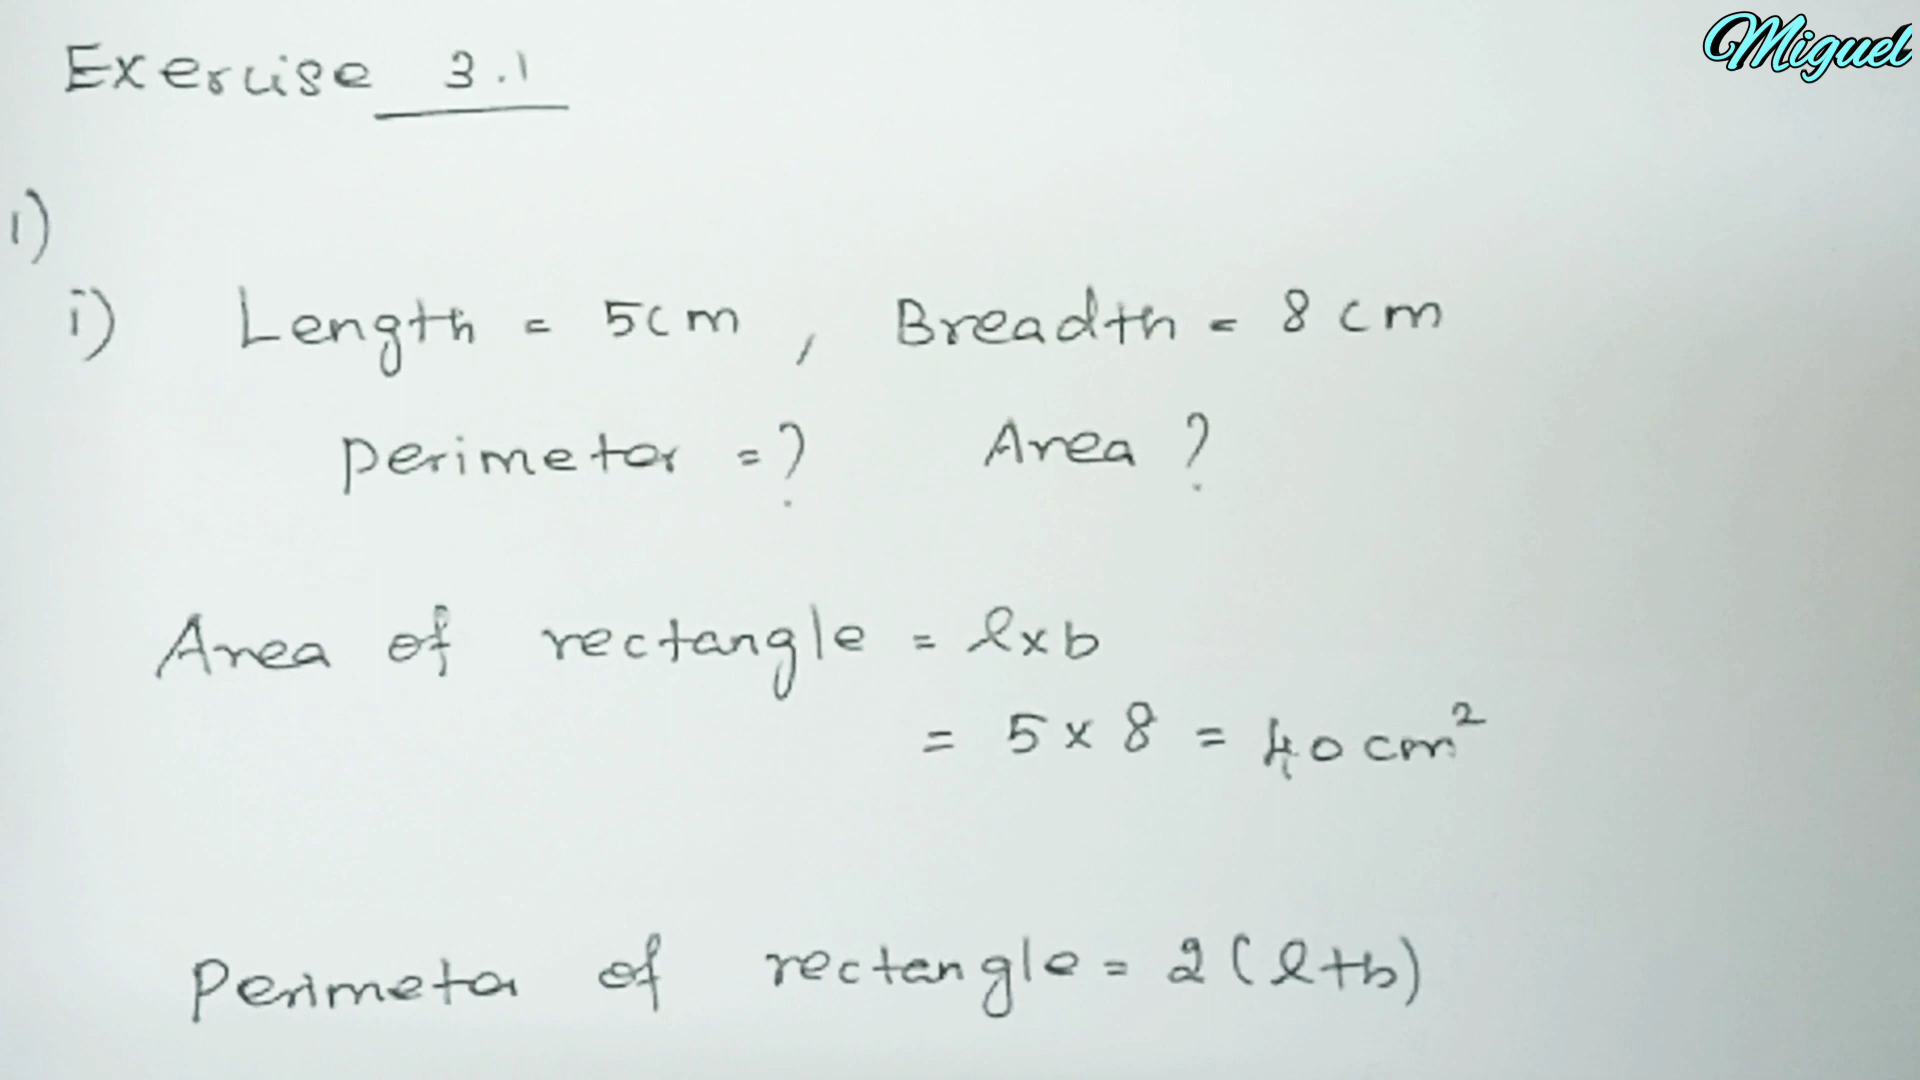 Miguel
Exercise 3.1
1)
i) Length = 5cm, Breadth = 8 cm
Perimeter = ? Area ?
Area of rectangle = l×b
= 5 × 8 = 40 cm²
Perimeter of rectangle = 2(l+b)